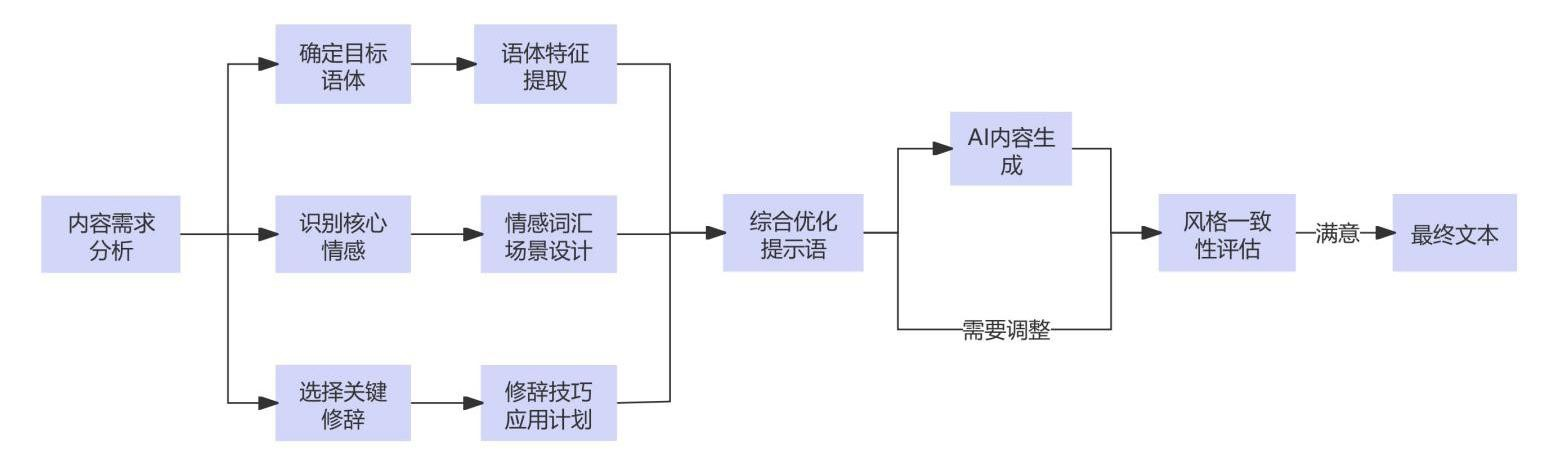 内容需求
分析
确定目标
语体
语体特征
提取
识别核心
情感
情感词汇
场景设计
选择关键
修辞
修辞技巧
应用计划
综合优化
提示语
AI内容生
成
需要调整
风格一致
性评估
满意
最终文本